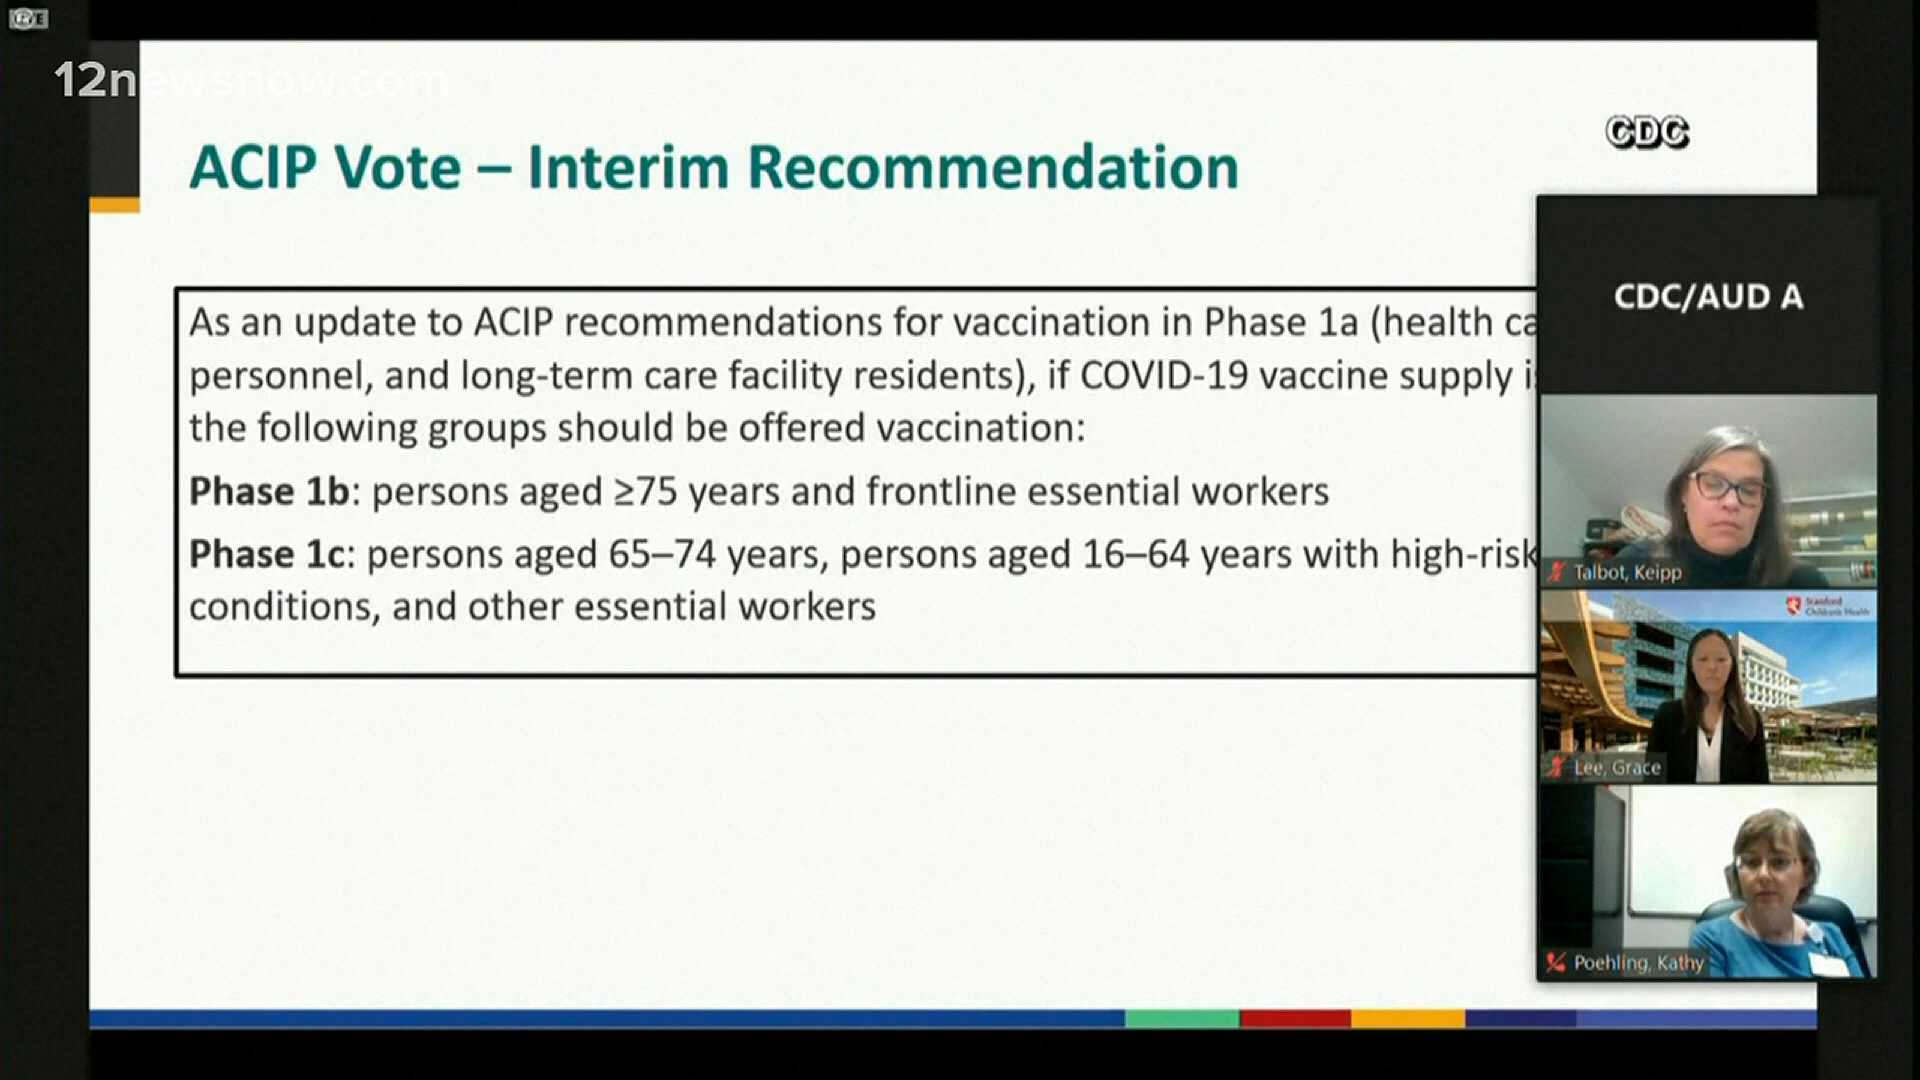 12newsnow.com
CDC
ACIP Vote – Interim Recommendation
As an update to ACIP recommendations for vaccination in Phase 1a (health ca
personnel, and long-term care facility residents), if COVID-19 vaccine supply i
the following groups should be offered vaccination:
Phase 1b: persons aged ≥75 years and frontline essential workers
Phase 1c: persons aged 65–74 years, persons aged 16–64 years with high-risk
conditions, and other essential workers
CDC/AUD A
Talbot, Keipp
Stanford
Children's Health
Lee, Grace
Poehling, Kathy